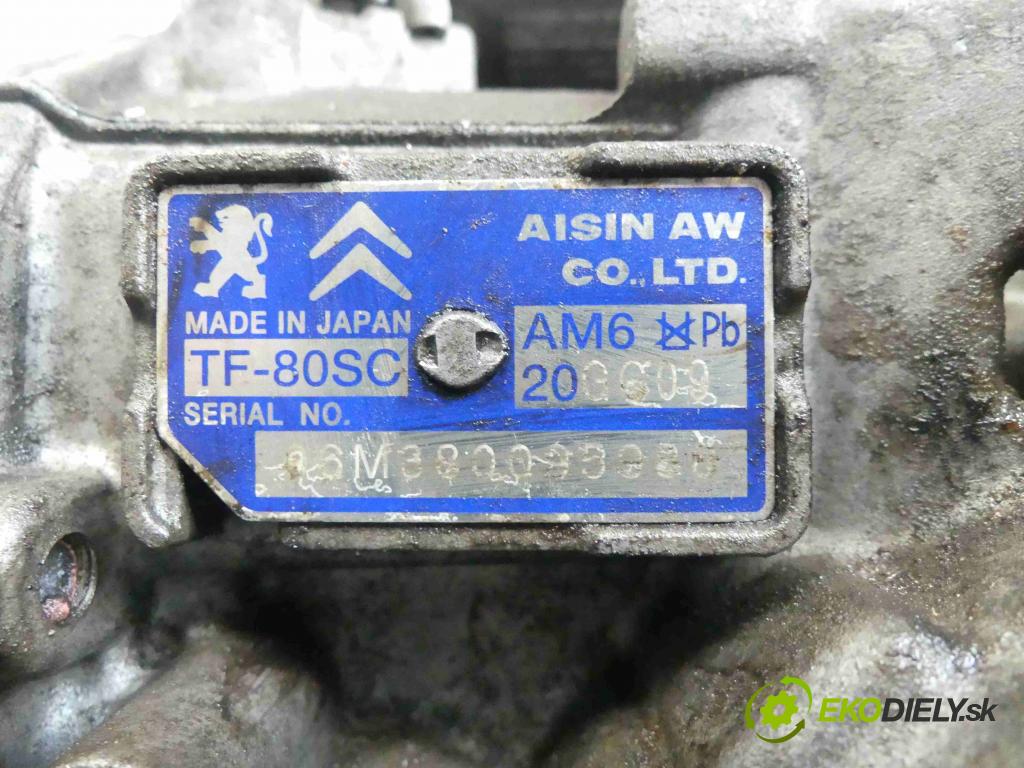 AISIN AW
CO., LTD.
MADE IN JAPAN
TF-80SC
AM6 Pb
SERIAL NO.
EKODIELY.sk